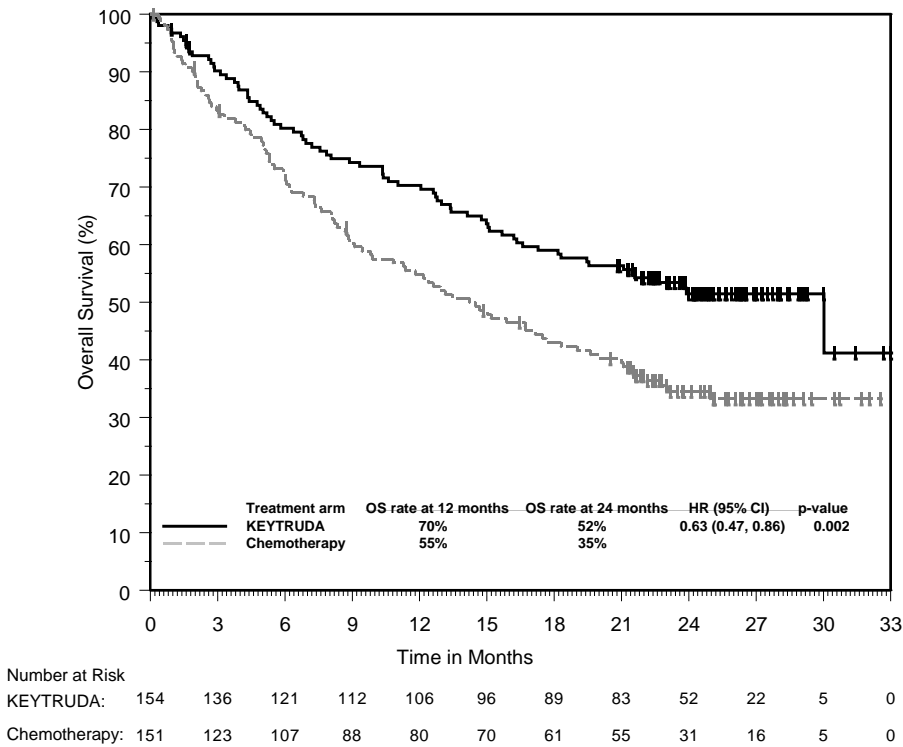 100
90
80
70
60
50
40
30
20
10
0
Overall Survival (%)
Treatment arm OS rate at 12 months OS rate at 24 months HR (95% CI) p-value
KEYTRUDA 70% 52% 0.63 (0.47, 0.86) 0.002
Chemotherapy 55% 35%
0 3 6 9 12 15 18 21 24 27 30 33
Time in Months
Number at Risk
KEYTRUDA: 154 136 121 112 106 96 89 83 52 22 5 0
Chemotherapy: 151 123 107 88 80 70 61 55 31 16 5 0